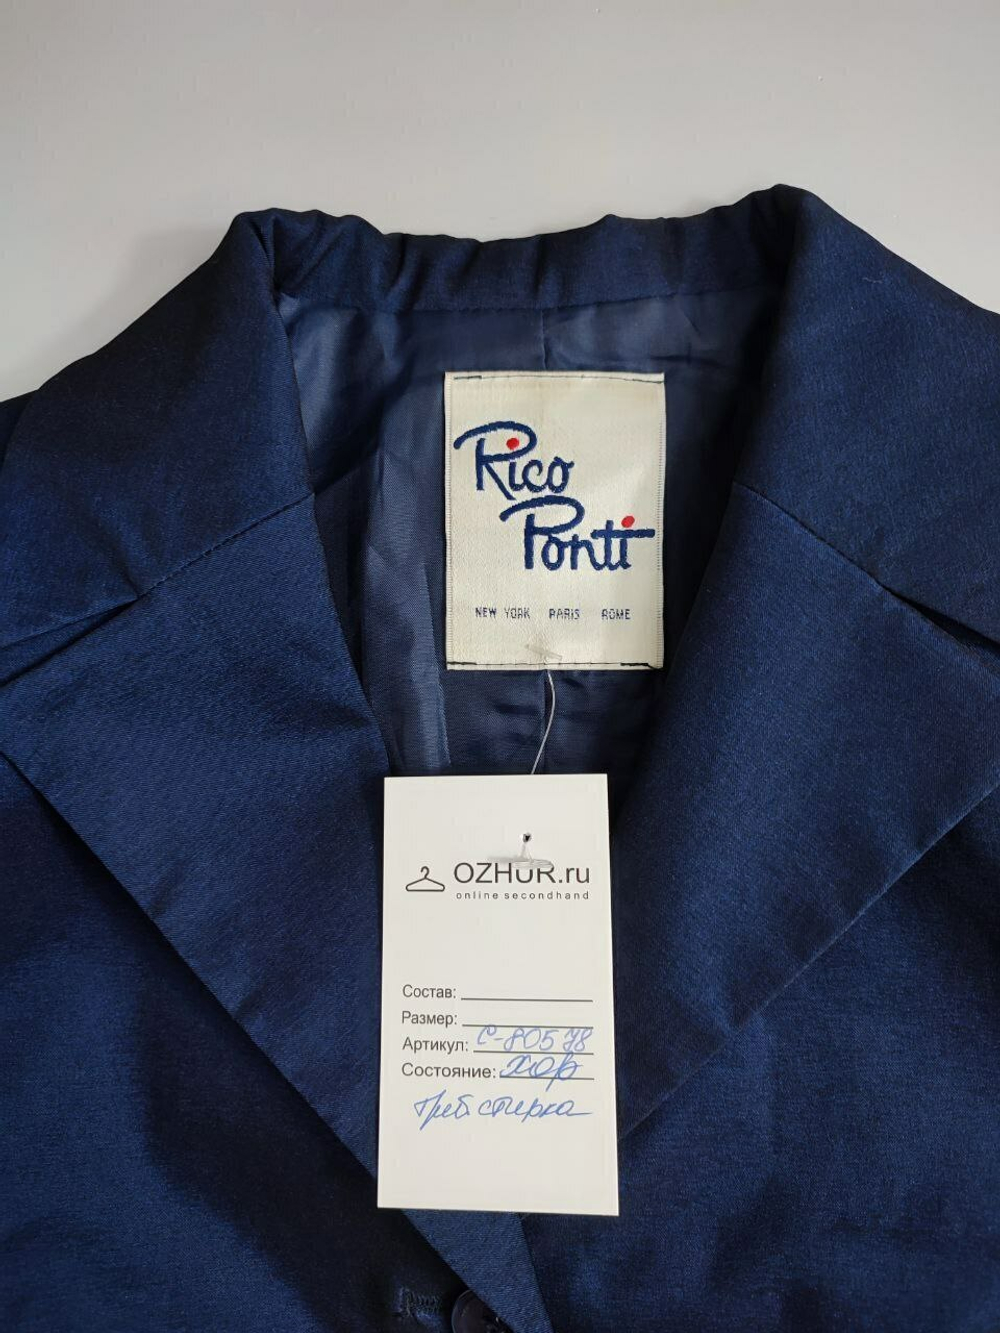 Rico
Ponti
NEW YORK PARIS ROME
OZHUR.ru
online secondhand
Состав:
Размер:
Артикул: С-80578
Состояние: хор
треб. стирка